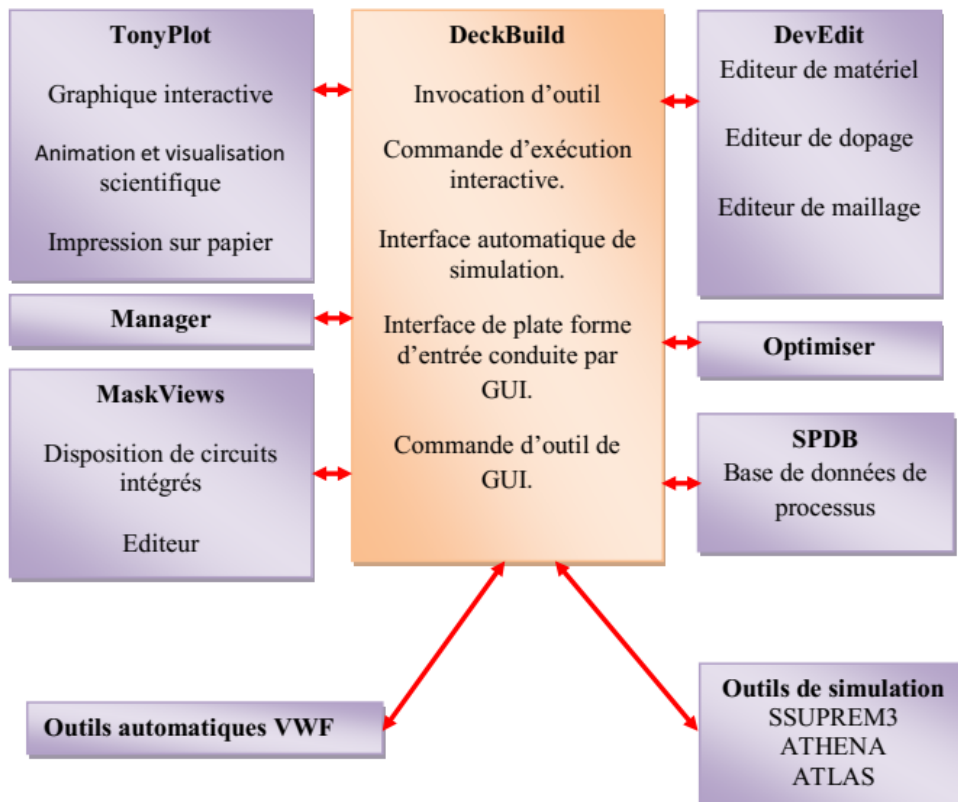 TonyPlot
Graphique interactive
Animation et visualisation
scientifique
Impression sur papier
Manager
MaskViews
Disposition de circuits
intégrés
Editeur
DeckBuild
Invocation d’outil
Commande d’exécution
interactive.
Interface automatique de
simulation.
Interface de plate forme
d’entrée conduite par
GUI.
Commande d’outil de
GUI.
DevEdit
Editeur de matériel
Editeur de dopage
Editeur de maillage
Optimiser
SPDB
Base de données de
processus
Outils automatiques VWF
Outils de simulation
SSUPREM3
ATHENA
ATLAS